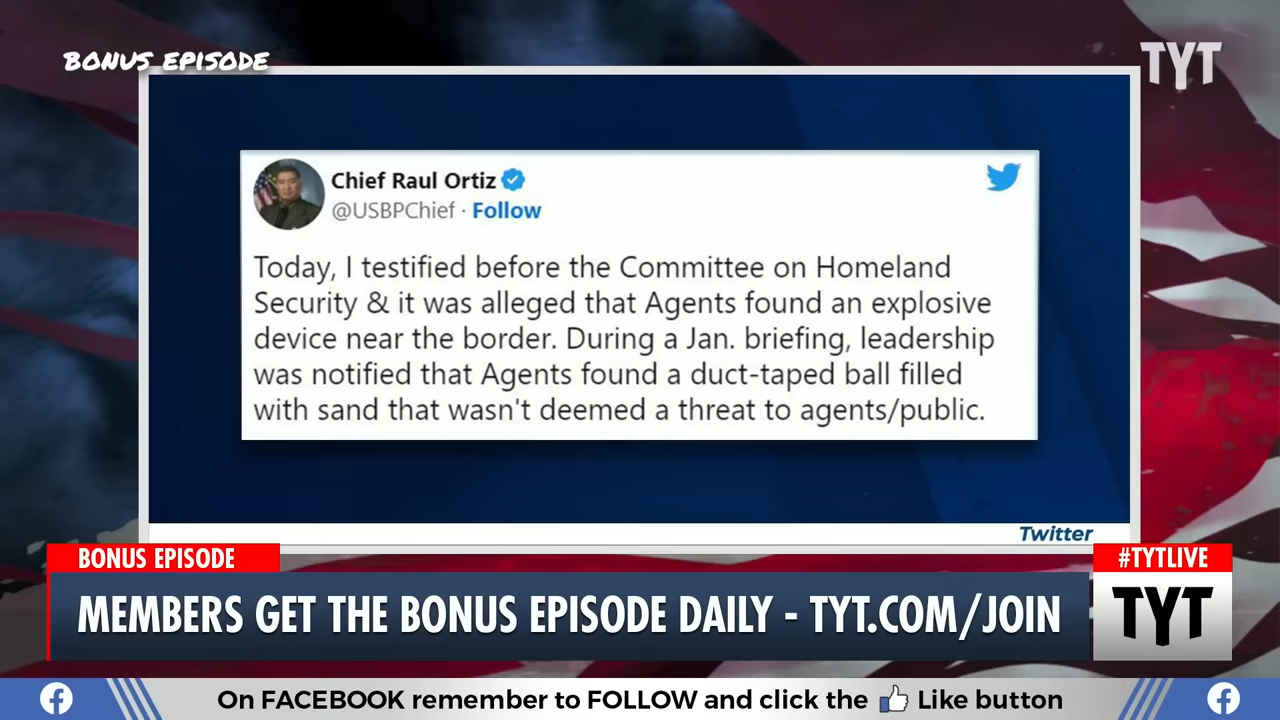 BONUS EPISODE
TYT
Chief Raul Ortiz
@USBPChief · Follow
Today, I testified before the Committee on Homeland
Security & it was alleged that Agents found an explosive
device near the border. During a Jan. briefing, leadership
was notified that Agents found a duct-taped ball filled
with sand that wasn't deemed a threat to agents/public.
Twitter
BONUS EPISODE
#TYTLIVE
MEMBERS GET THE BONUS EPISODE DAILY - TYT.COM/JOIN
TYT
On FACEBOOK remember to FOLLOW and click the Like button